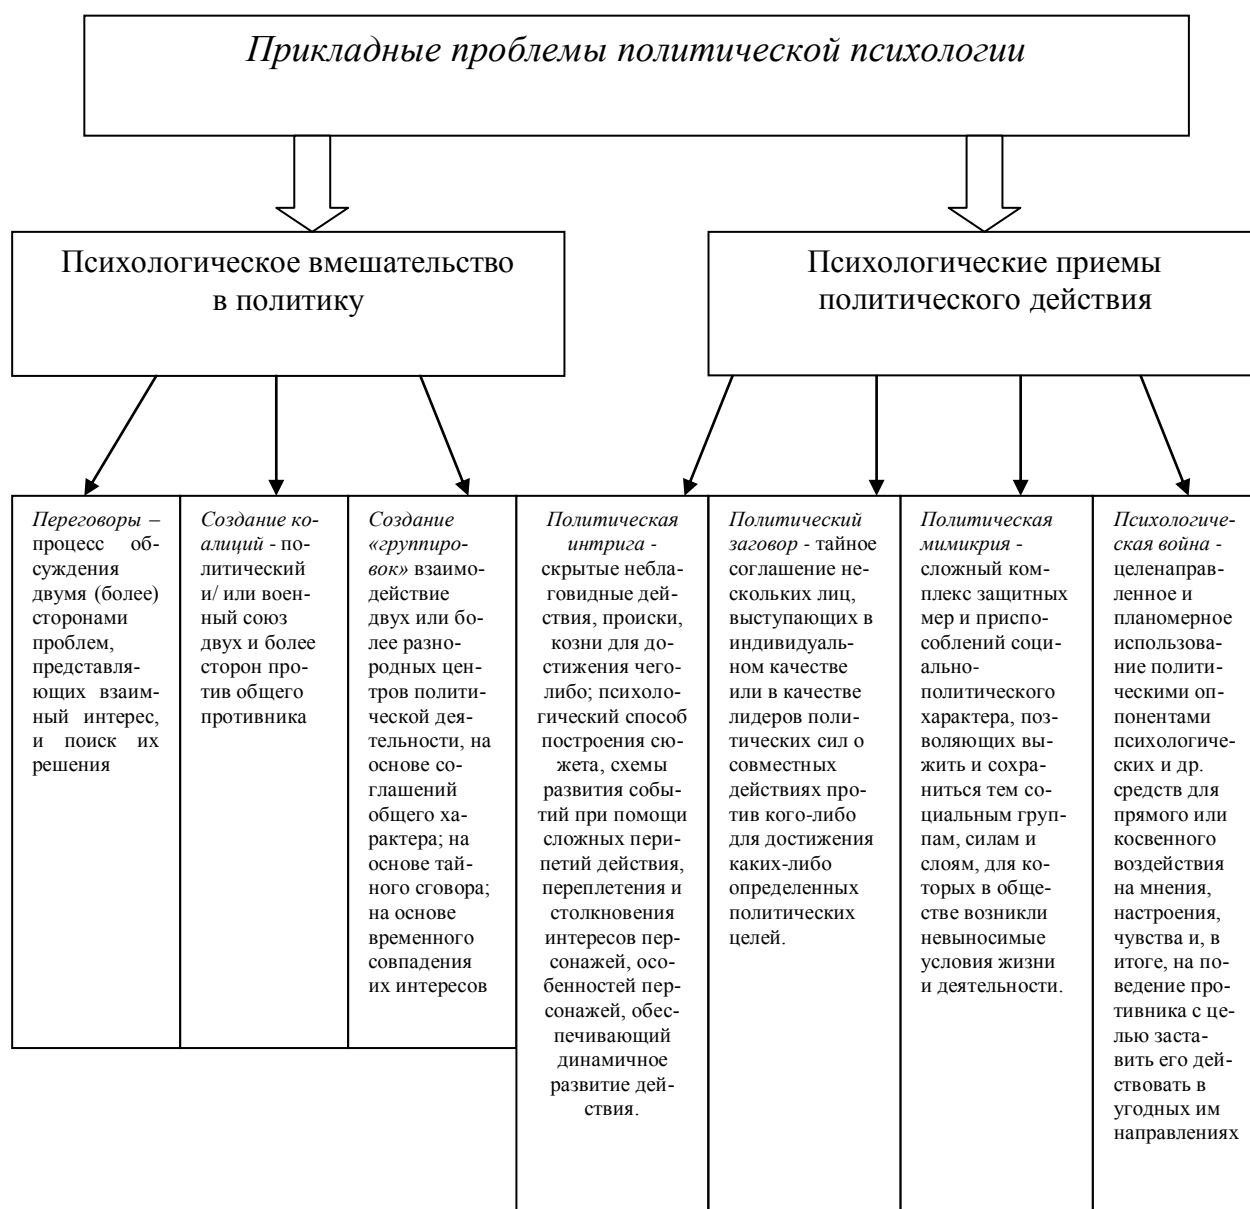 Прикладные проблемы политической психологии
Психологическое вмешательство
в политику
Психологические приемы
политического действия
Переговоры –
процесс об-
суждения
двумя (более)
сторонами
проблем,
представля-
ющих взаим-
ный интерес,
и поиск их
решения
Создание ко-
алиций - по-
литический
и/ или воен-
ный союз
двух и более
сторон про-
тив общего
противника
Создание
«группиро-
вок» взаимо-
действие
двух или бо-
лее разно-
родных цен-
тров полити-
ческой дея-
тельности, на
основе со-
глашений
общего ха-
рактера; на
основе тай-
ного сговора;
на основе
временного
совпадения
их интересов
Политическая
интрига -
скрытые небла-
говидные дей-
ствия, происки,
козни для до-
стижения чего-
либо; психоло-
гический способ
построения сю-
жета, схемы
развития собы-
тий при помощи
сложных пери-
петий действия,
переплетения и
столкновения
интересов пер-
сонажей, осо-
бенностей пер-
сонажей, обес-
печивающий
динамичное
развитие дей-
ствия.
Политический
заговор - тайное
соглашение не-
скольких лиц,
выступающих в
индивидуаль-
ном качестве
или в качестве
лидеров поли-
тических сил о
совместных
действиях про-
тив кого-либо
для достижения
каких-либо
определенных
политических
целей.
Политическая
мимикрия -
сложный ком-
плекс защитных
мер и приспо-
соблений соци-
ально-
политического
характера, поз-
воляющих вы-
жить и сохра-
ниться тем со-
циальным груп-
пам, силам и
слоям, для ко-
торых в обще-
стве возникли
невыносимые
условия жизни
и деятельности.
Психологиче-
ская война -
целенаправ-
ленное и
планомерное
использова-
ние полити-
ческими оп-
понентами
психологиче-
ских и др.
средств для
прямого или
косвенного
воздействия
на мнения,
настроения,
чувства и, в
итоге, на по-
ведение про-
тивника с це-
лью заста-
вить его дей-
ствовать в
угодных им
направлениях